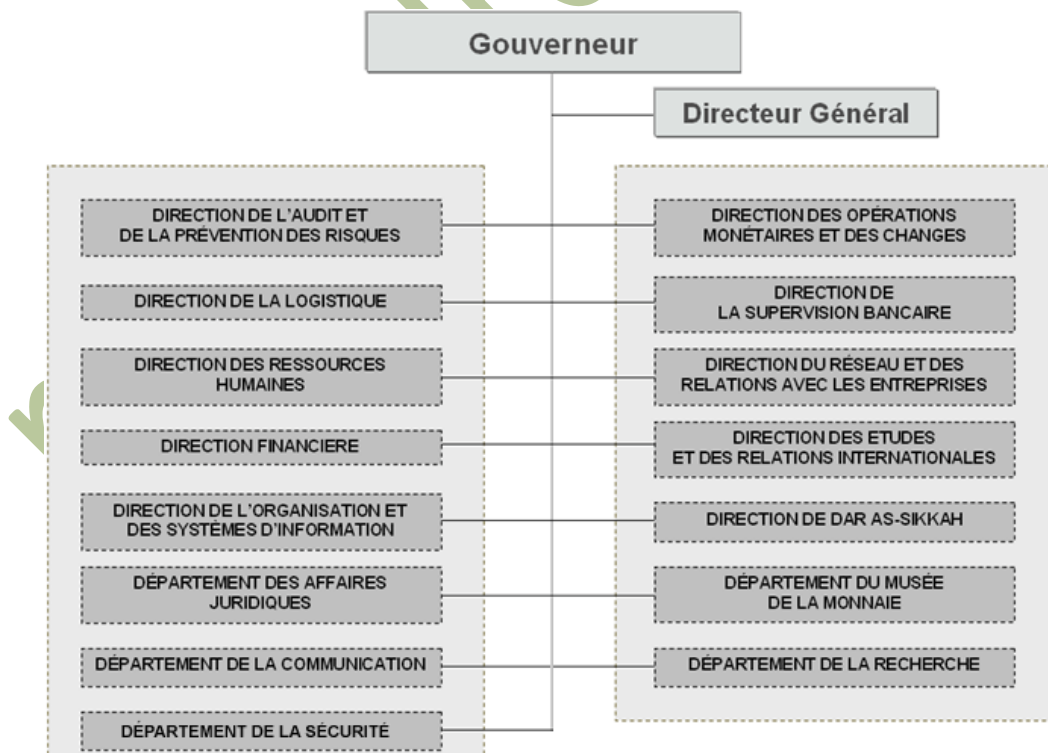 Gouverneur
Directeur Général
DIRECTION DE L'AUDIT ET
DE LA PRÉVENTION DES RISQUES
DIRECTION DE LA LOGISTIQUE
DIRECTION DES RESSOURCES
HUMAINES
DIRECTION FINANCIERE
DIRECTION DE L'ORGANISATION ET
DES SYSTÈMES D'INFORMATION
DÉPARTEMENT DES AFFAIRES
JURIDIQUES
DÉPARTEMENT DE LA COMMUNICATION
DÉPARTEMENT DE LA SÉCURITÉ
DIRECTION DES OPÉRATIONS
MONÉTAIRES ET DES CHANGES
DIRECTION DE
LA SUPERVISION BANCAIRE
DIRECTION DU RÉSEAU ET DES
RELATIONS AVEC LES ENTREPRISES
DIRECTION DES ETUDES
ET DES RELATIONS INTERNATIONALES
DIRECTION DE DAR AS-SIKKAH
DÉPARTEMENT DU MUSÉE
DE LA MONNAIE
DÉPARTEMENT DE LA RECHERCHE